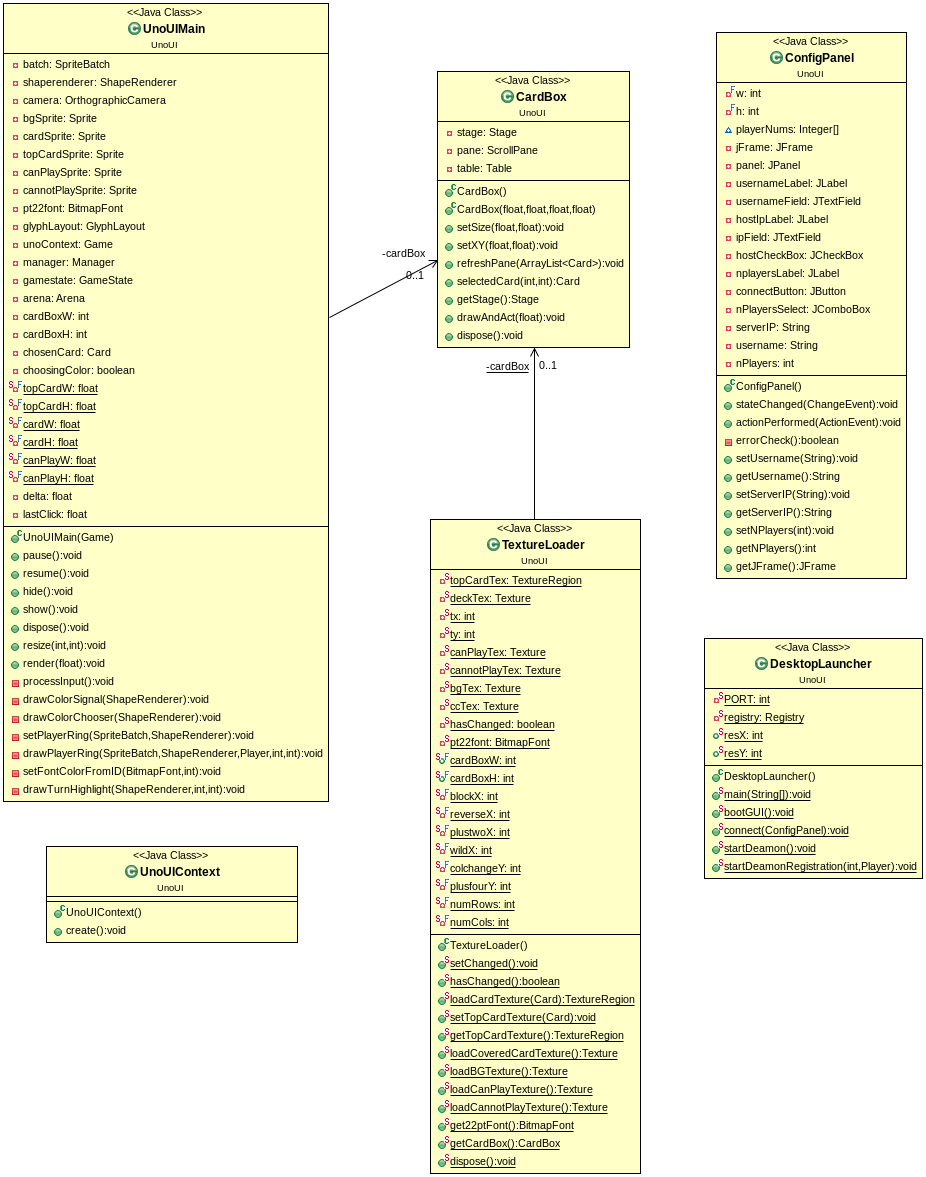 <<Java Class>>
UnoUIMain
UnoUI
batch: SpriteBatch
shaperenderer: ShapeRenderer
camera: OrthographicCamera
bgSprite: Sprite
cardSprite: Sprite
topCardSprite: Sprite
canPlaySprite: Sprite
cannotPlaySprite: Sprite
pt22font: BitmapFont
glyphLayout: GlyphLayout
unoContext: Game
manager: Manager
gamestate: GameState
arena: Arena
cardBoxW: int
cardBoxH: int
chosenCard: Card
choosingColor: boolean
topCardW: float
topCardH: float
cardW: float
cardH: float
canPlayW: float
canPlayH: float
delta: float
lastClick: float
UnoUIMain(Game)
pause():void
resume():void
hide():void
show():void
dispose():void
resize(int,int):void
render(float):void
processInput():void
drawColorSignal(ShapeRenderer):void
drawColorChooser(ShapeRenderer):void
setPlayerRing(SpriteBatch,ShapeRenderer):void
drawPlayerRing(SpriteBatch,ShapeRenderer,Player,int,int):void
setFontColorFromID(BitmapFont,int):void
drawTurnHighlight(ShapeRenderer,int,int):void
-cardBox
0..1
<<Java Class>>
CardBox
UnoUI
stage: Stage
pane: ScrollPane
table: Table
CardBox()
CardBox(float,float,float,float)
setSize(float,float):void
setXY(float,float):void
refreshPane(ArrayList<Card>):void
selectedCard(int,int):Card
getStage():Stage
drawAndAct(float):void
dispose():void
-cardBox
0..1
<<Java Class>>
ConfigPanel
UnoUI
w: int
h: int
playerNums: Integer[]
jFrame: JFrame
panel: JPanel
usernameLabel: JLabel
usernameField: JTextField
hostIpLabel: JLabel
ipField: JTextField
hostCheckBox: JCheckBox
nplayersLabel: JLabel
connectButton: JButton
nPlayersSelect: JComboBox
serverIP: String
username: String
nPlayers: int
ConfigPanel()
stateChanged(ChangeEvent):void
actionPerformed(ActionEvent):void
errorCheck():boolean
setUsername(String):void
getUsername():String
setServerIP(String):void
getServerIP():String
setNPlayers(int):void
getNPlayers():int
getJFrame():JFrame
<<Java Class>>
TextureLoader
UnoUI
topCardTex: TextureRegion
deckTex: Texture
tx: int
ty: int
canPlayTex: Texture
cannotPlayTex: Texture
bgTex: Texture
ccTex: Texture
hasChanged: boolean
pt22font: BitmapFont
cardBoxW: int
cardBoxH: int
blockX: int
reverseX: int
plustwoX: int
wildX: int
colchangeY: int
plusfourY: int
numRows: int
numCols: int
TextureLoader()
setChanged():void
hasChanged():boolean
loadCardTexture(Card):TextureRegion
setTopCardTexture(Card):void
getTopCardTexture():TextureRegion
loadCoveredCardTexture():Texture
loadBGTexture():Texture
loadCanPlayTexture():Texture
loadCannotPlayTexture():Texture
get22ptFont():BitmapFont
getCardBox():CardBox
dispose():void
<<Java Class>>
DesktopLauncher
UnoUI
PORT: int
registry: Registry
resX: int
resY: int
DesktopLauncher()
main(String[]):void
bootGUI():void
connect(ConfigPanel):void
startDeamon():void
startDeamonRegistration(int,Player):void
<<Java Class>>
UnoUIContext
UnoUI
UnoUIContext()
create():void